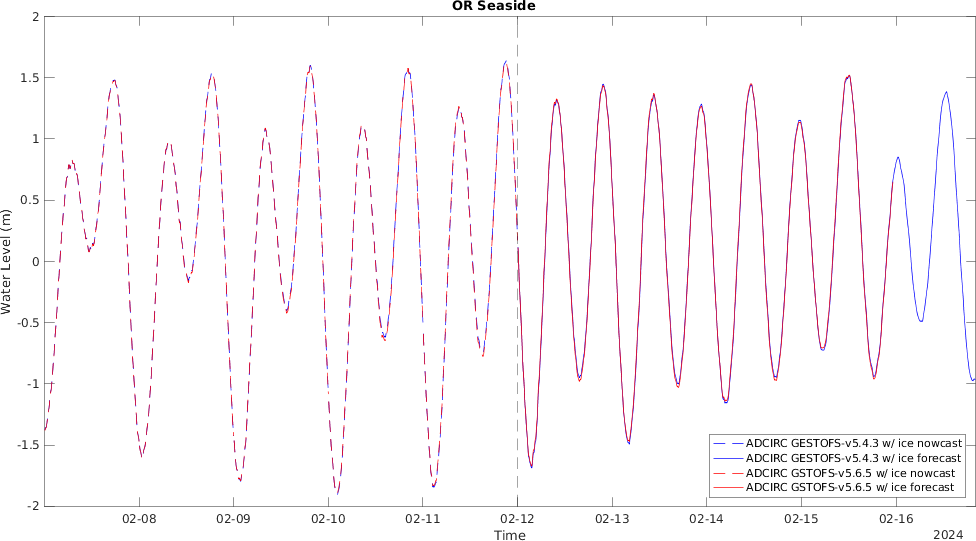 OR Seaside
2
1.5
1
0.5
0
-0.5
-1
-1.5
-2
Water Level (m)
02-08 02-09 02-10 02-11 02-12 02-13 02-14 02-15 02-16
Time
2024
ADCIRC GESTOFS-v5.4.3 w/ ice nowcast
ADCIRC GESTOFS-v5.4.3 w/ ice forecast
ADCIRC GSTOFS-v5.6.5 w/ ice nowcast
ADCIRC GSTOFS-v5.6.5 w/ ice forecast